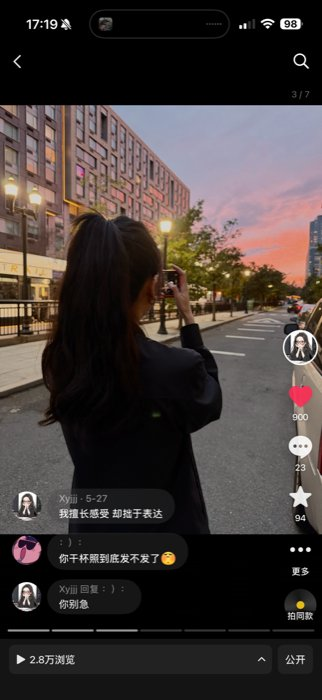 17:19
98
3 / 7
900
23
94
Xyjjj · 5-27
我擅长感受 却拙于表达
；）：
你干杯照到底发不发了
Xyjjj 回复：）：
你别急
更多
拍同款
2.8万浏览
公开